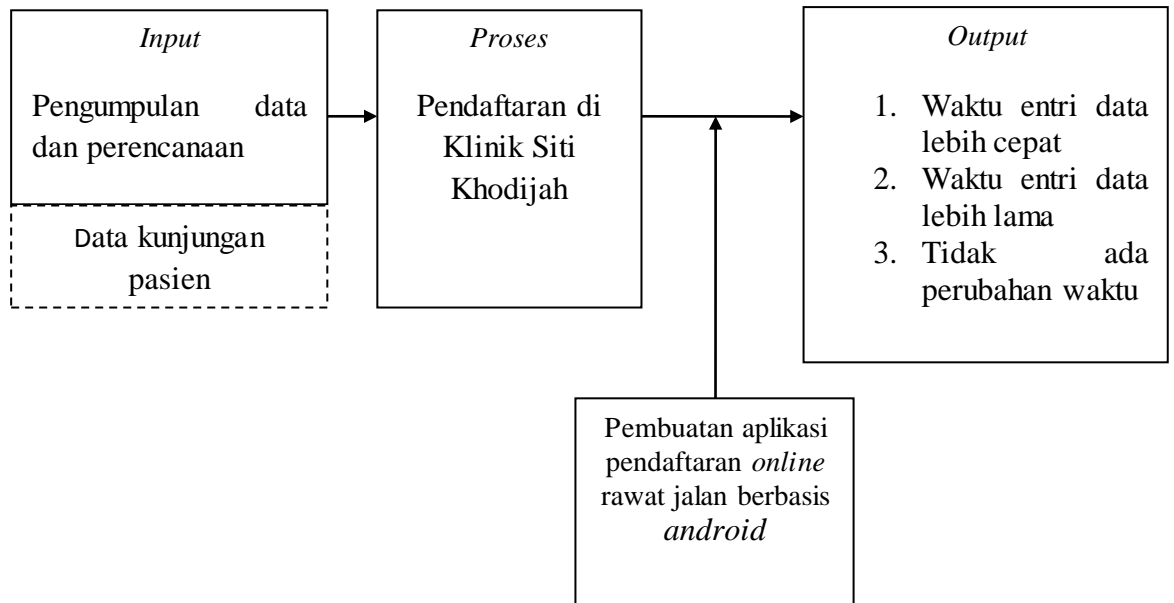 Input
Pengumpulan data
dan perencanaan
Data kunjungan
pasien
Proses
Pendaftaran di
Klinik Siti
Khodijah
Output
1. Waktu entri data
lebih cepat
2. Waktu entri data
lebih lama
3. Tidak ada
perubahan waktu
Pembuatan aplikasi
pendaftaran online
rawat jalan berbasis
android